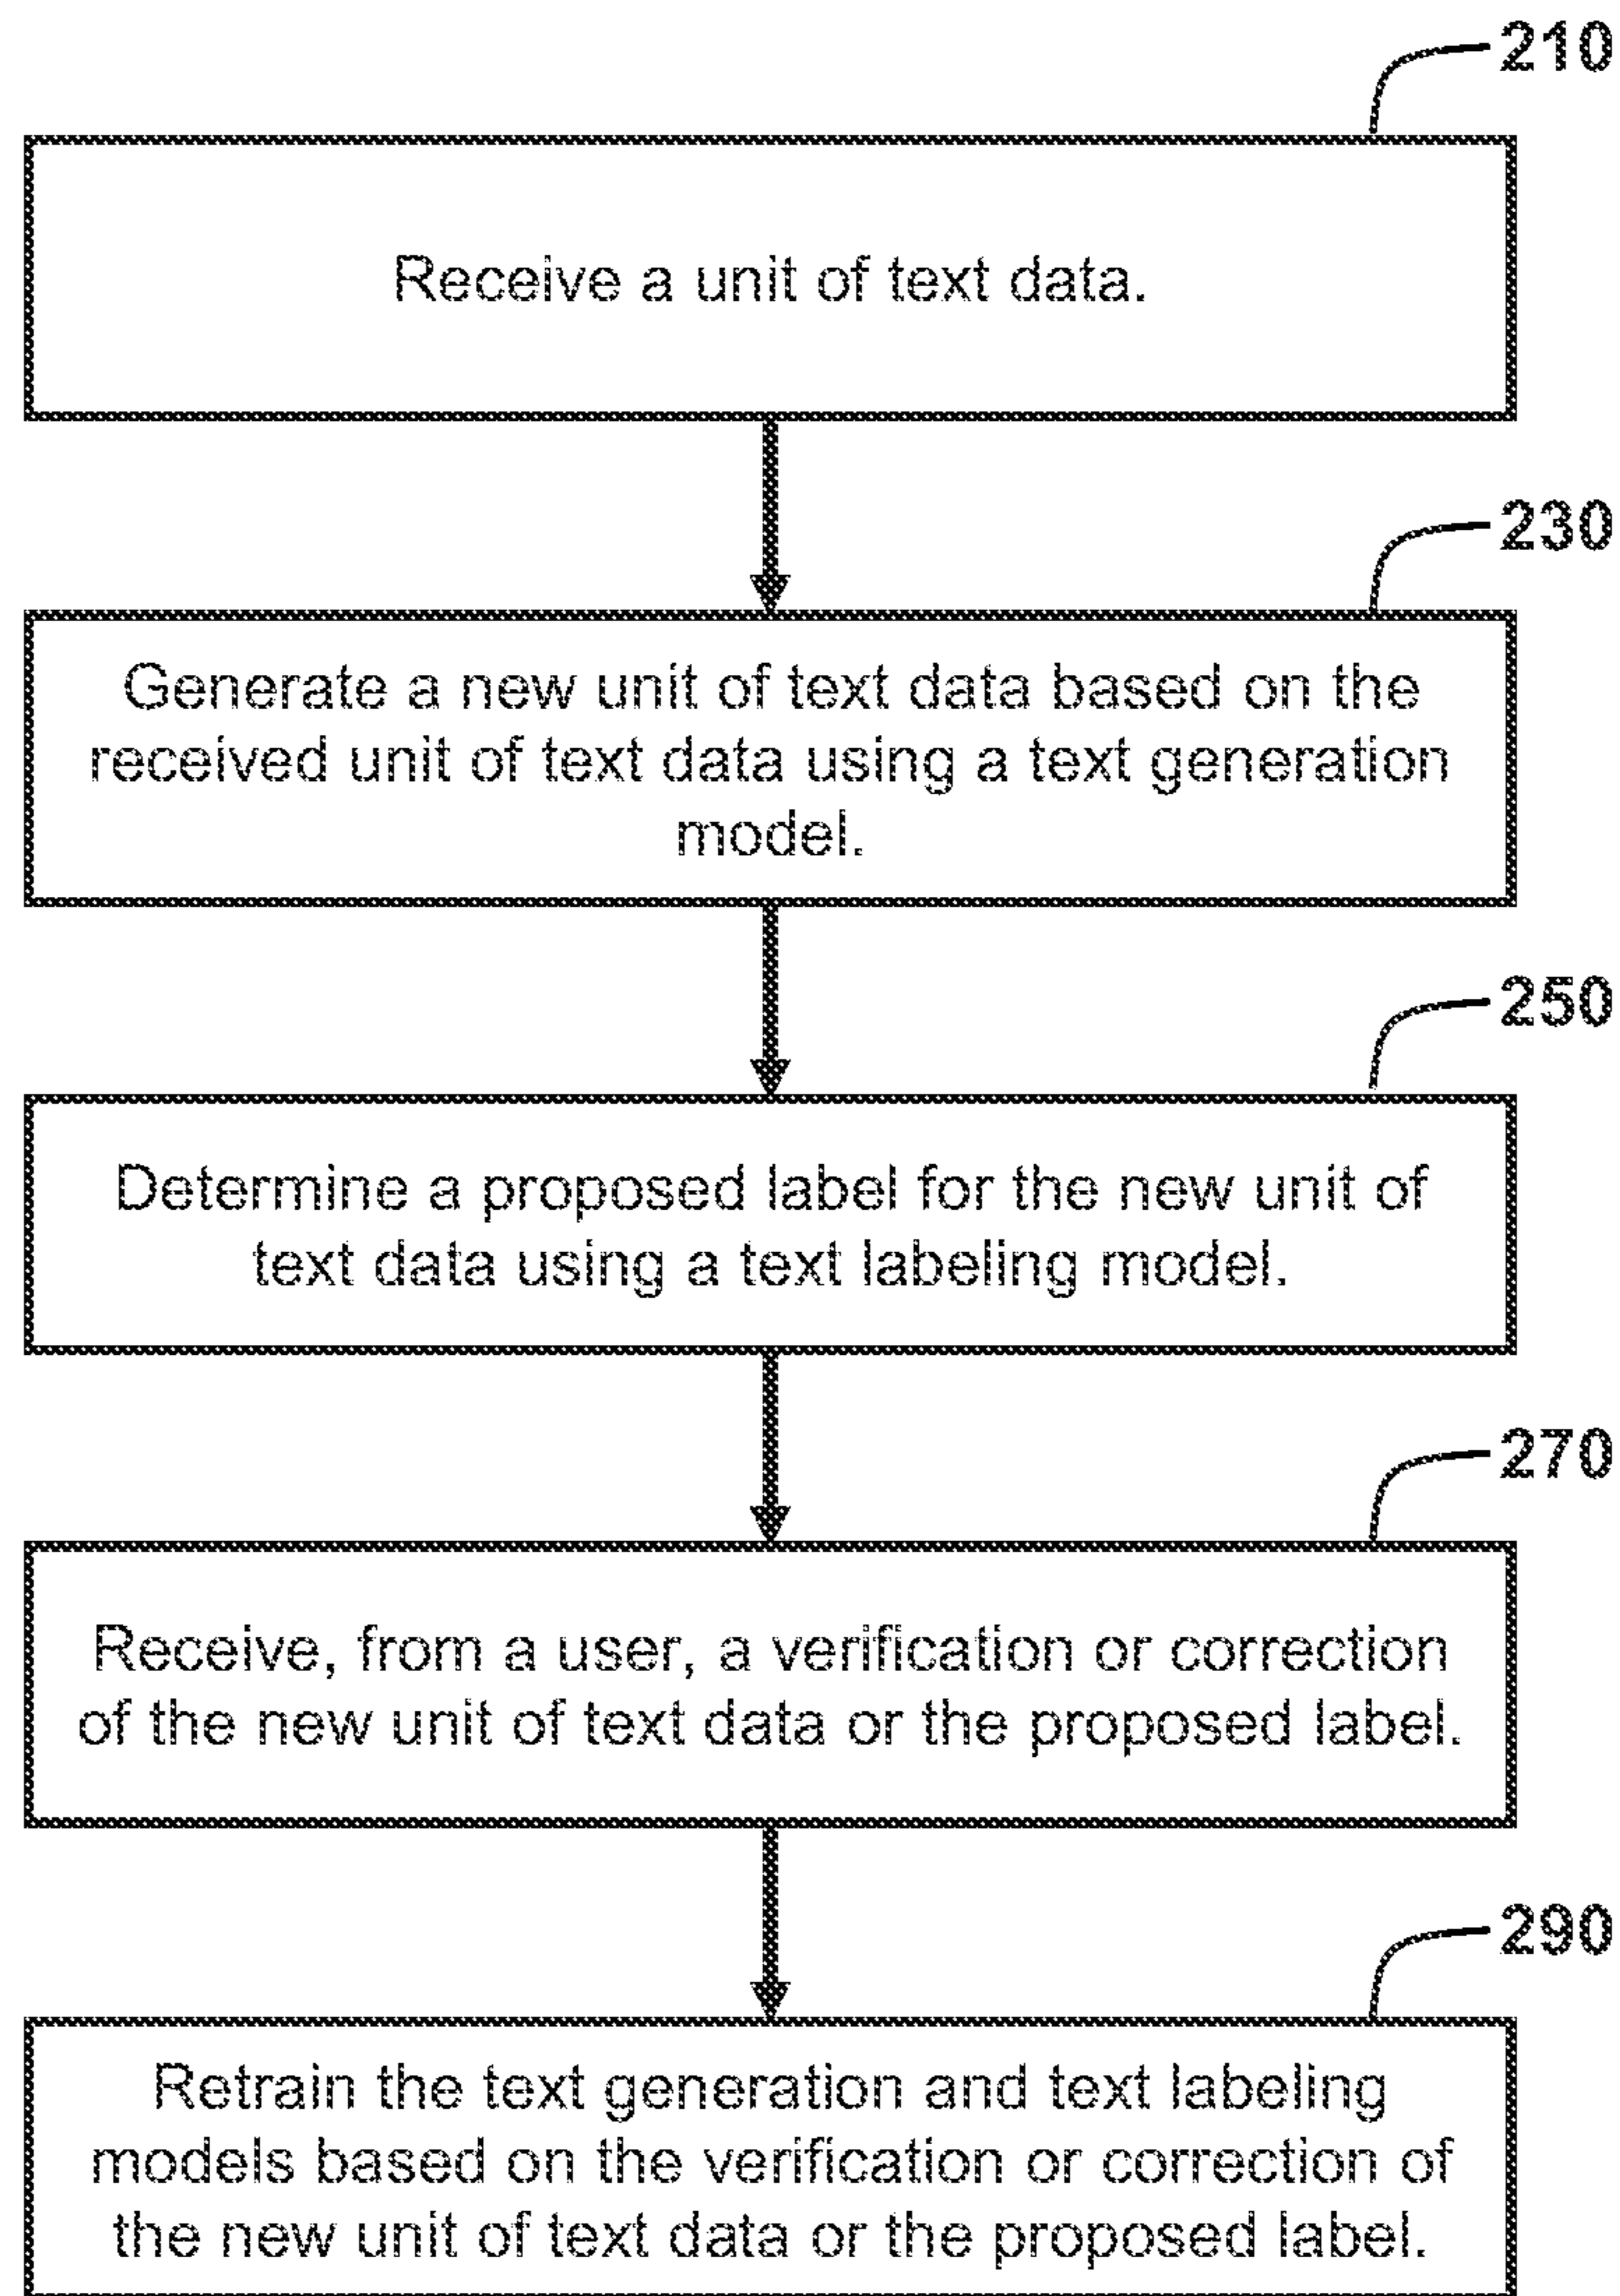 210
Receive a unit of text data.
230
Generate a new unit of text data based on the
received unit of text data using a text generation
model.
250
Determine a proposed label for the new unit of
text data using a text labeling model.
270
Receive, from a user, a verification or correction
of the new unit of text data or the proposed label.
290
Retrain the text generation and text labeling
models based on the verification or correction of
the new unit of text data or the proposed label.